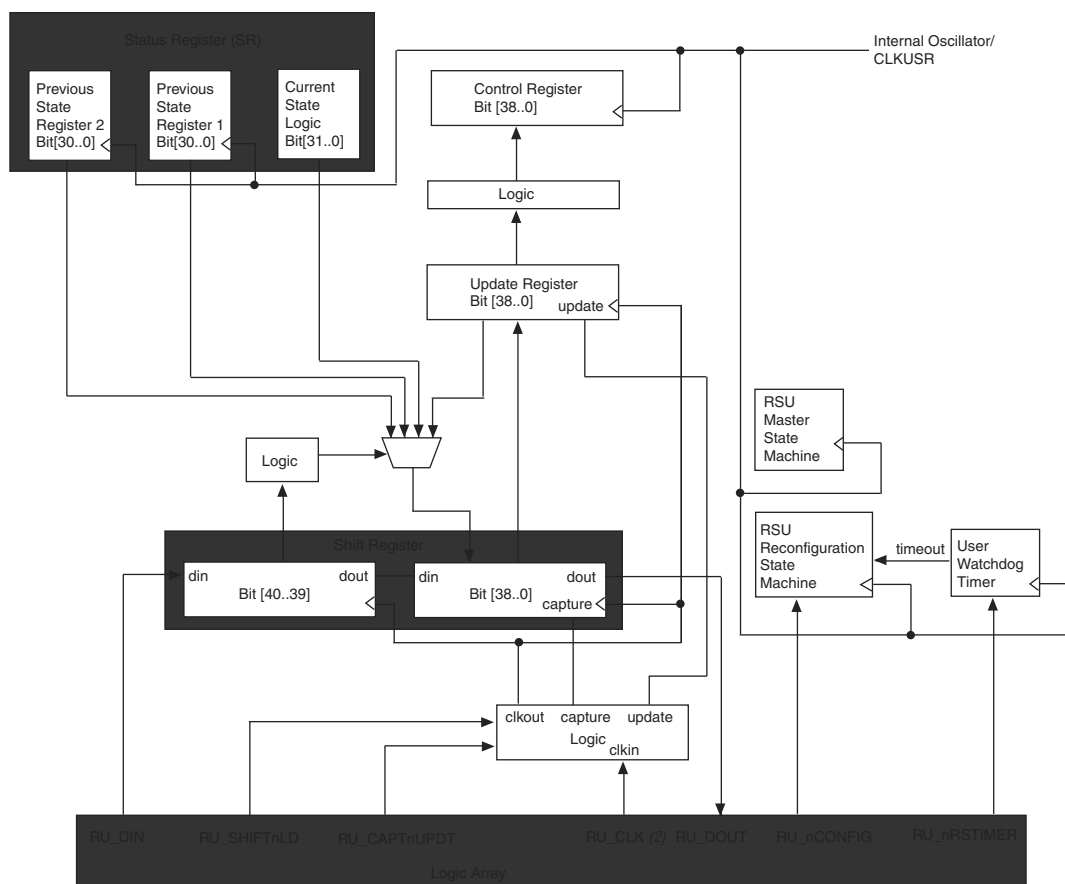 Status Register (SR)
Previous
State
Register 2
Bit[30..0]
Previous
State
Register 1
Bit[30..0]
Current
State
Logic
Bit[31..0]
Internal Oscillator/
CLKUSR
Control Register
Bit [38..0]
Logic
Update Register
Bit [38..0]
update
RSU
Master
State
Machine
Logic
RSU
Reconfiguration
State
Machine
timeout
User
Watchdog
Timer
Shift Register
din
dout
Bit [40..39]
din
dout
Bit [38..0]
capture
clkout capture update
Logic
clkin
RU_DIN
RU_SHIFTnLD
RU_CAPTnUPDT
RU_CLK (2)
RU_DOUT
RU_nCONFIG
RU_nRSTIMER
Logic Array